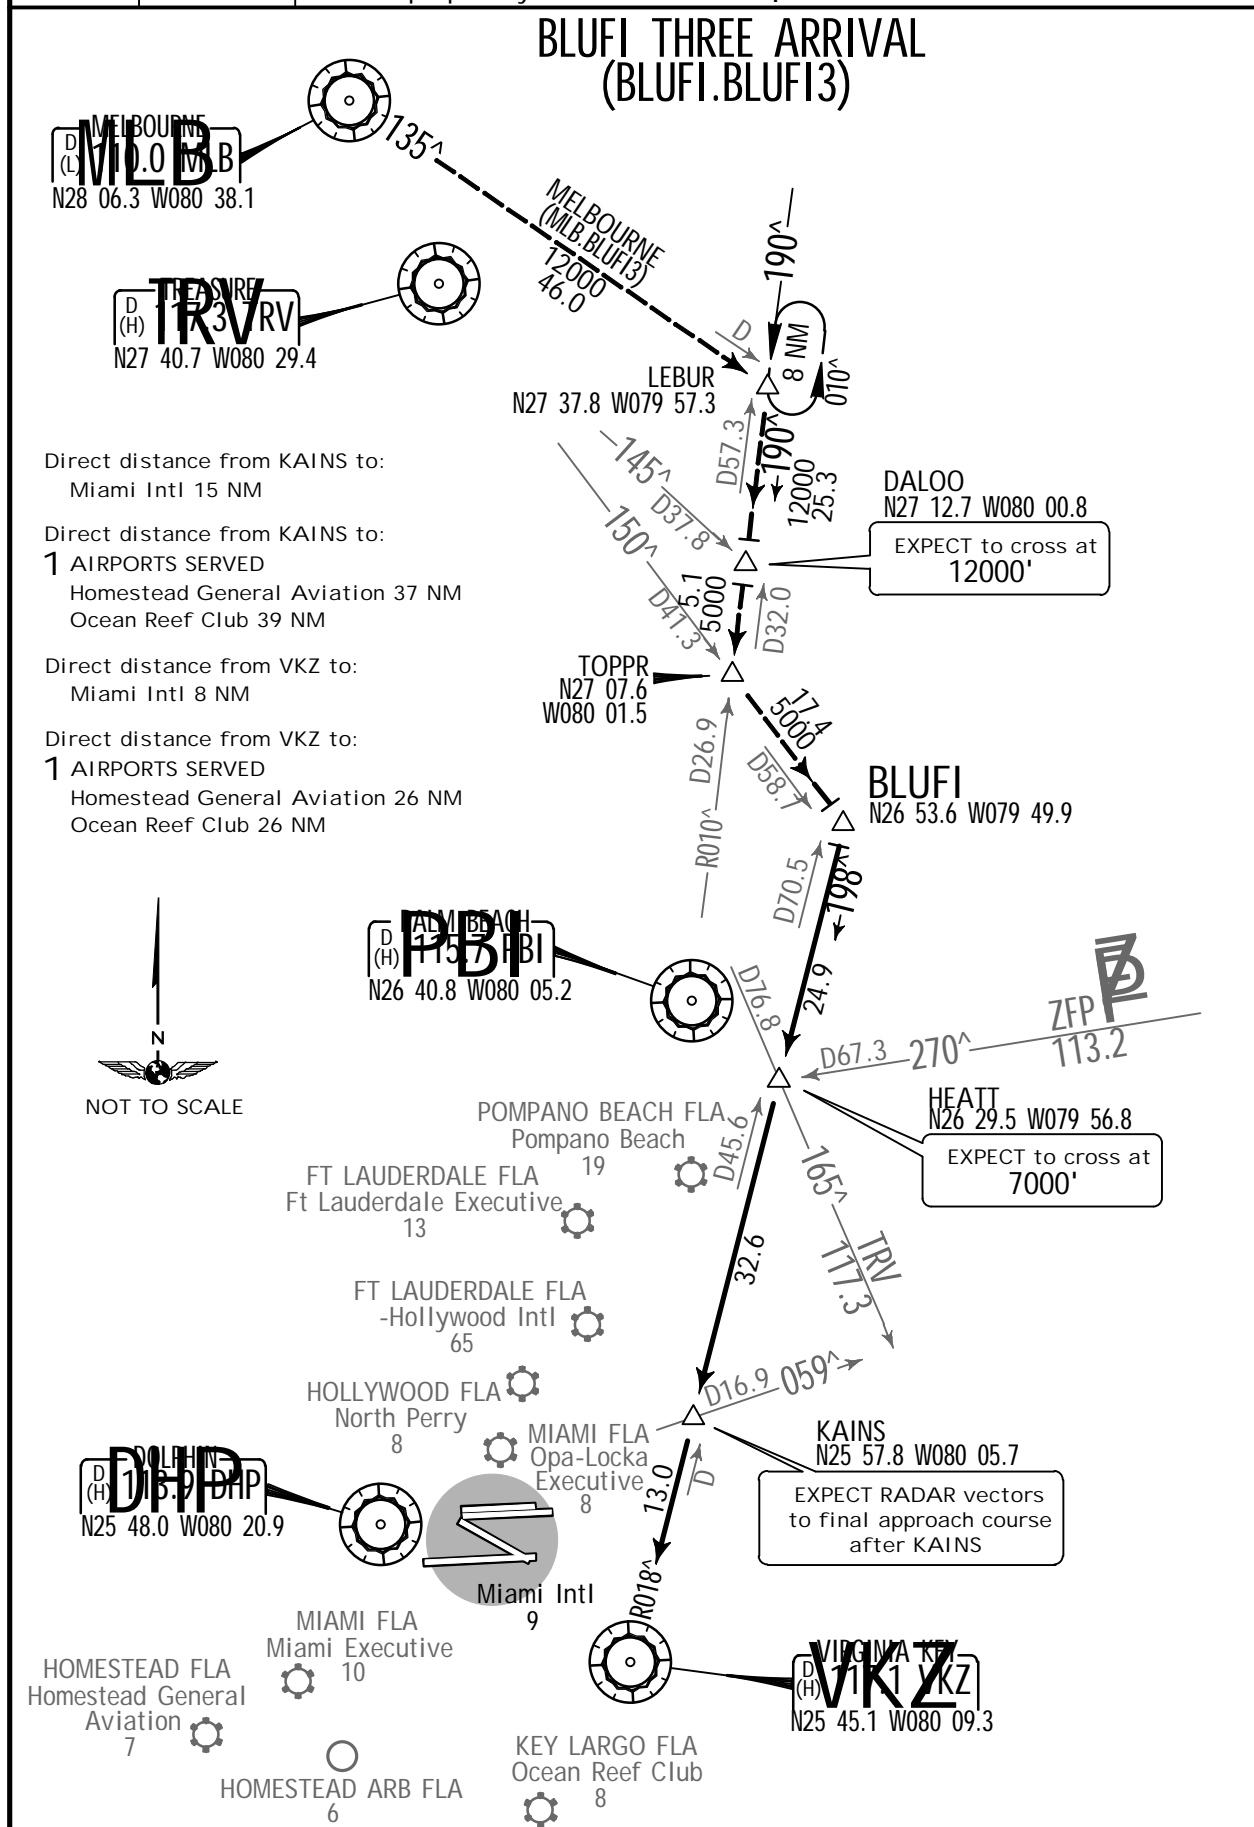 BLUFI THREE ARRIVAL
(BLUFI.BLUFI3)
MELBOURNE
D
(L)
110.0 MLB
MLB
N28 06.3 W080 38.1
135^
MELBOURNE
(MLB.BLUFI3)
12000
46.0
190^
TREASURE
D
(H)
117.3 TRV
TRV
N27 40.7 W080 29.4
D
8 NM
010^
LEBUR
N27 37.8 W079 57.3
D57.3
190^
12000
25.3
145^
D37.8
150^
D41.3
DALOO
N27 12.7 W080 00.8
EXPECT to cross at
12000'
5.1
5000
D32.0
Direct distance from KAINS to:
Miami Intl 15 NM
Direct distance from KAINS to:
1 AIRPORTS SERVED
Homestead General Aviation 37 NM
Ocean Reef Club 39 NM
Direct distance from VKZ to:
Miami Intl 8 NM
Direct distance from VKZ to:
1 AIRPORTS SERVED
Homestead General Aviation 26 NM
Ocean Reef Club 26 NM
TOPPR
N27 07.6
W080 01.5
17.4
5000
D58.7
D26.9
R010^
BLUFI
N26 53.6 W079 49.9
D70.5
198^
24.9
PALM BEACH
D
(H)
115.7 PBI
PBI
N26 40.8 W080 05.2
D76.8
ZFP
113.2
270^
D67.3
N
NOT TO SCALE
HEATT
N26 29.5 W079 56.8
EXPECT to cross at
7000'
D45.6
165^
TRV
117.3
32.6
POMPANO BEACH FLA
Pompano Beach
19
FT LAUDERDALE FLA
Ft Lauderdale Executive
13
FT LAUDERDALE FLA
-Hollywood Intl
65
HOLLYWOOD FLA
North Perry
8
MIAMI FLA
Opa-Locka
Executive
8
D16.9
059^
KAINS
N25 57.8 W080 05.7
EXPECT RADAR vectors
to final approach course
after KAINS
13.0
D
R018^
DOLPHIN
D
(H)
113.9 DHP
DHP
N25 48.0 W080 20.9
Miami Intl
9
MIAMI FLA
Miami Executive
10
VIRGINIA KEY
D
(H)
VKZ
VKZ
N25 45.1 W080 09.3
HOMESTEAD FLA
Homestead General
Aviation
7
HOMESTEAD ARB FLA
6
KEY LARGO FLA
Ocean Reef Club
8